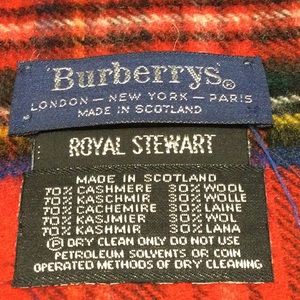 Burberrys®
LONDON – NEW YORK – PARIS
MADE IN SCOTLAND
ROYAL STEWART
MADE IN SCOTLAND
70% CASHMERE 30% WOOL
70% KASCHMIR 30% WOLLE
70% CACHEMIRE 30% LAINE
70% KASJMIER 30% WOL
70% KASHMIR 30% LANA
Ⓟ DRY CLEAN ONLY DO NOT USE
PETROLEUM SOLVENTS OR COIN
OPERATED METHODS OF DRY CLEANING